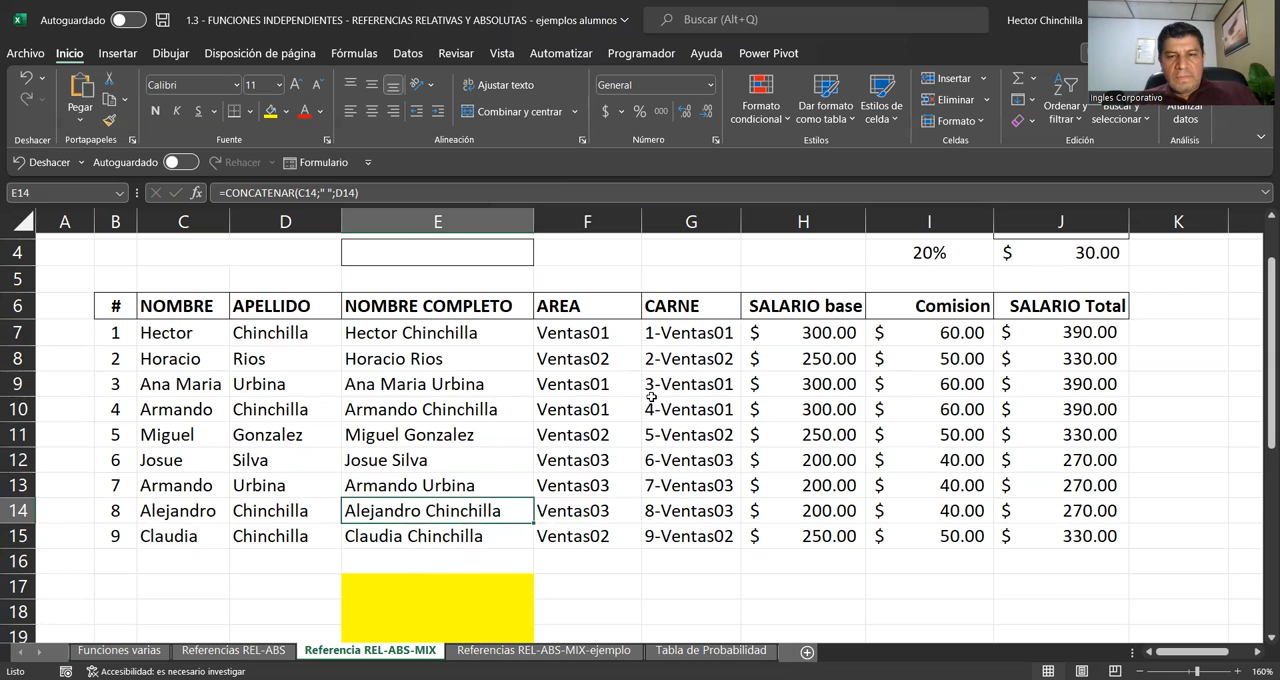 Autoguardado
1.3 - FUNCIONES INDEPENDIENTES - REFERENCIAS RELATIVAS Y ABSOLUTAS - ejemplos alumnos
Buscar (Alt+Q)
Hector Chinchilla
Archivo Inicio Insertar Dibujar Disposición de página Fórmulas Datos Revisar Vista Automatizar Programador Ayuda Power Pivot
Ingles Corporativo
Pegar
Calibri 11
N K S
Ajustar texto
Combinar y centrar
General
$ % 000
Formato condicional
Dar formato como tabla
Estilos de celda
Insertar
Eliminar
Formato
Ordenar y filtrar
Buscar y seleccionar
Analizar datos
Deshacer Portapapeles Fuente Alineación Número Estilos Celdas Edición Análisis
Deshacer Autoguardado Rehacer Formulario
E14 fx =CONCATENAR(C14;" ";D14)
A B C D E F G H I J K
4 20% $ 30.00
5
6 # NOMBRE APELLIDO NOMBRE COMPLETO AREA CARNE SALARIO base Comision SALARIO Total
7 1 Hector Chinchilla Hector Chinchilla Ventas01 1-Ventas01 $ 300.00 $ 60.00 $ 390.00
8 2 Horacio Rios Horacio Rios Ventas02 2-Ventas02 $ 250.00 $ 50.00 $ 330.00
9 3 Ana Maria Urbina Ana Maria Urbina Ventas01 3-Ventas01 $ 300.00 $ 60.00 $ 390.00
10 4 Armando Chinchilla Armando Chinchilla Ventas01 4-Ventas01 $ 300.00 $ 60.00 $ 390.00
11 5 Miguel Gonzalez Miguel Gonzalez Ventas02 5-Ventas02 $ 250.00 $ 50.00 $ 330.00
12 6 Josue Silva Josue Silva Ventas03 6-Ventas03 $ 200.00 $ 40.00 $ 270.00
13 7 Armando Urbina Armando Urbina Ventas03 7-Ventas03 $ 200.00 $ 40.00 $ 270.00
14 8 Alejandro Chinchilla Alejandro Chinchilla Ventas03 8-Ventas03 $ 200.00 $ 40.00 $ 270.00
15 9 Claudia Chinchilla Claudia Chinchilla Ventas02 9-Ventas02 $ 250.00 $ 50.00 $ 330.00
16
17
18
19
Funciones varias Referencias REL-ABS Referencia REL-ABS-MIX Referencias REL-ABS-MIX-ejemplo Tabla de Probabilidad
Listo Accesibilidad: es necesario investigar 160%